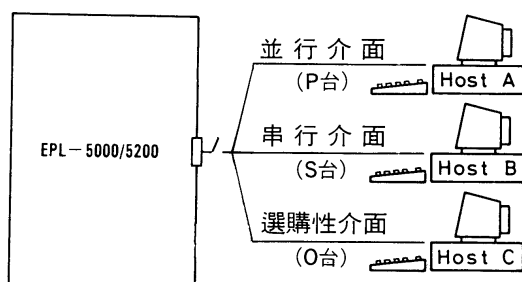 並行介面
(P台)
Host A
EPL-5000/5200
串行介面
(S台)
Host B
選購性介面
(O台)
Host C